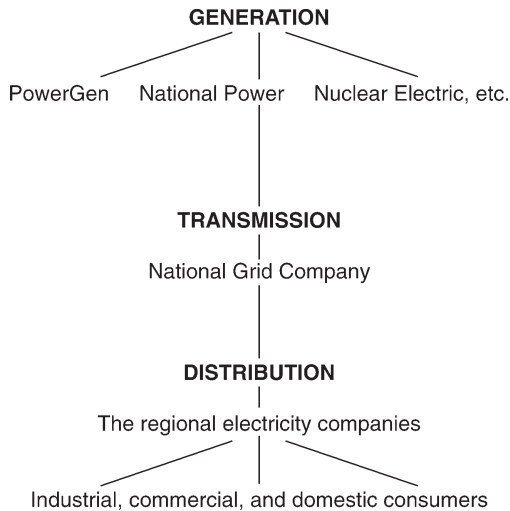 GENERATION
PowerGen National Power Nuclear Electric, etc.
TRANSMISSION
National Grid Company
DISTRIBUTION
The regional electricity companies
Industrial, commercial, and domestic consumers